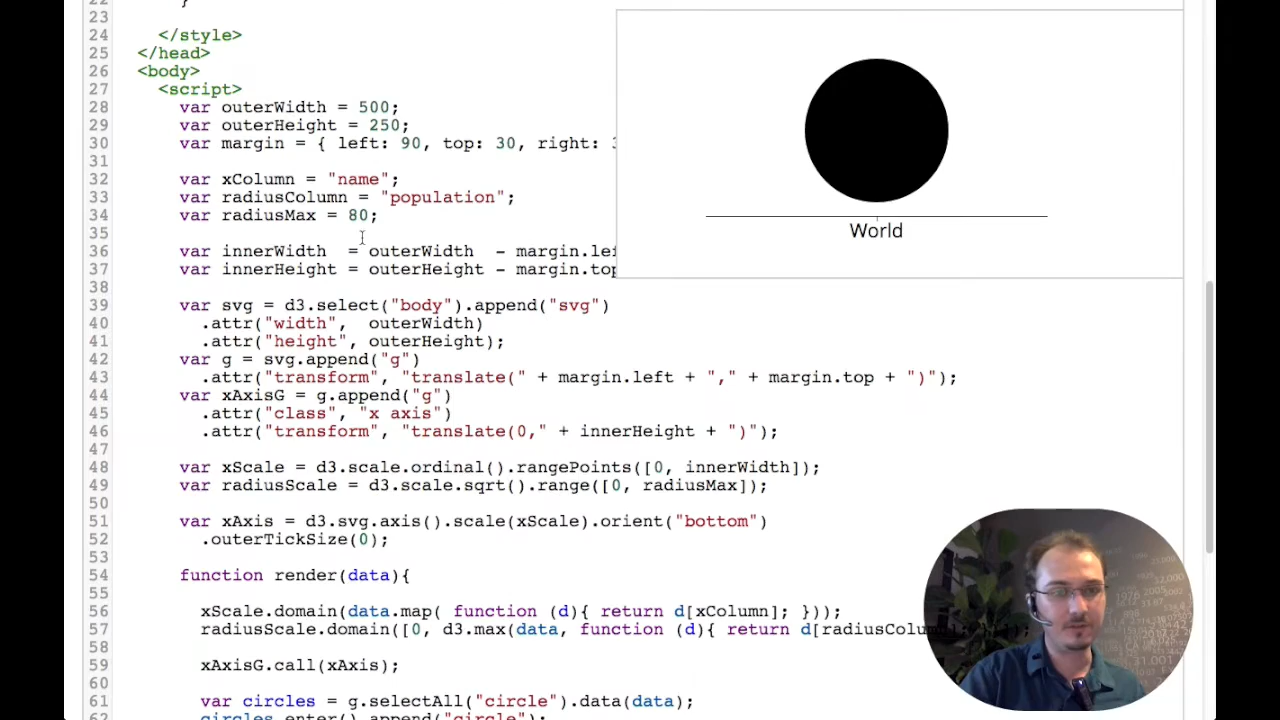 22 }
23
24 </style>
25 </head>
26 <body>
27 <script>
28 var outerWidth = 500;
29 var outerHeight = 250;
30 var margin = { left: 90, top: 30, right:
31
32 var xColumn = "name";
33 var radiusColumn = "population";
34 var radiusMax = 80;
35
36 var innerWidth  = outerWidth  - margin.lef
37 var innerHeight = outerHeight - margin.top
38
39 var svg = d3.select("body").append("svg")
40 .attr("width",  outerWidth)
41 .attr("height", outerHeight);
42 var g = svg.append("g")
43 .attr("transform", "translate(" + margin.left + "," + margin.top + ")");
44 var xAxisG = g.append("g")
45 .attr("class", "x axis")
46 .attr("transform", "translate(0," + innerHeight + ")");
47
48 var xScale = d3.scale.ordinal().rangePoints([0, innerWidth]);
49 var radiusScale = d3.scale.sqrt().range([0, radiusMax]);
50
51 var xAxis = d3.svg.axis().scale(xScale).orient("bottom")
52 .outerTickSize(0);
53
54 function render(data){
55
56 xScale.domain(data.map( function (d){ return d[xColumn]; }));
57 radiusScale.domain([0, d3.max(data, function (d){ return d[radiusColumn
58
59 xAxisG.call(xAxis);
60
61 var circles = g.selectAll("circle").data(data);
62 circles.enter().append("circle");
World